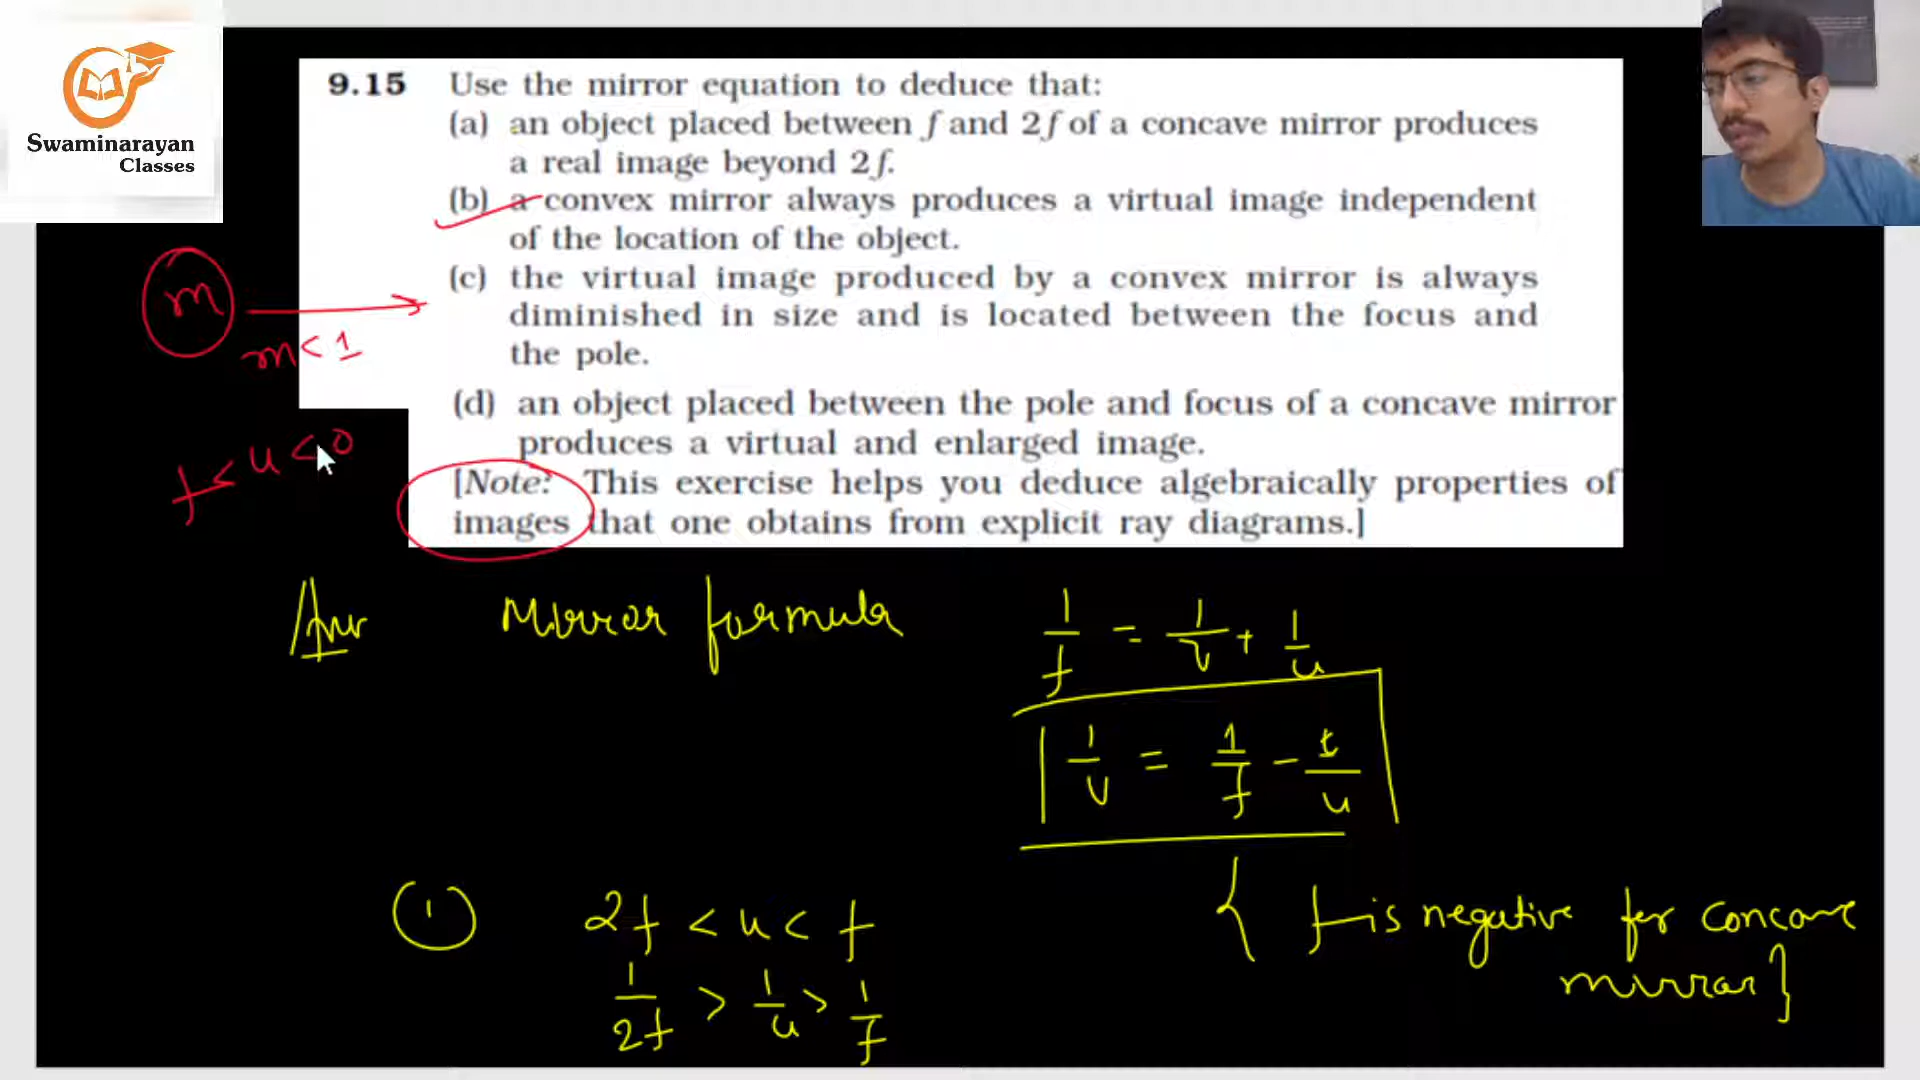 Swaminarayan
Classes
9.15 Use the mirror equation to deduce that:
(a) an object placed between f and 2f of a concave mirror produces
a real image beyond 2f.
(b) a convex mirror always produces a virtual image independent
of the location of the object.
(c) the virtual image produced by a convex mirror is always
diminished in size and is located between the focus and
the pole.
(d) an object placed between the pole and focus of a concave mirror
produces a virtual and enlarged image.
[Note: This exercise helps you deduce algebraically properties of
images that one obtains from explicit ray diagrams.]
m
m < 1
f < u < 0
Ans Mirror formula 1/f = 1/v + 1/u
1/v = 1/f - 1/u
1 2f < u < f { f is negative for concave
mirror }
1/2f > 1/u > 1/f